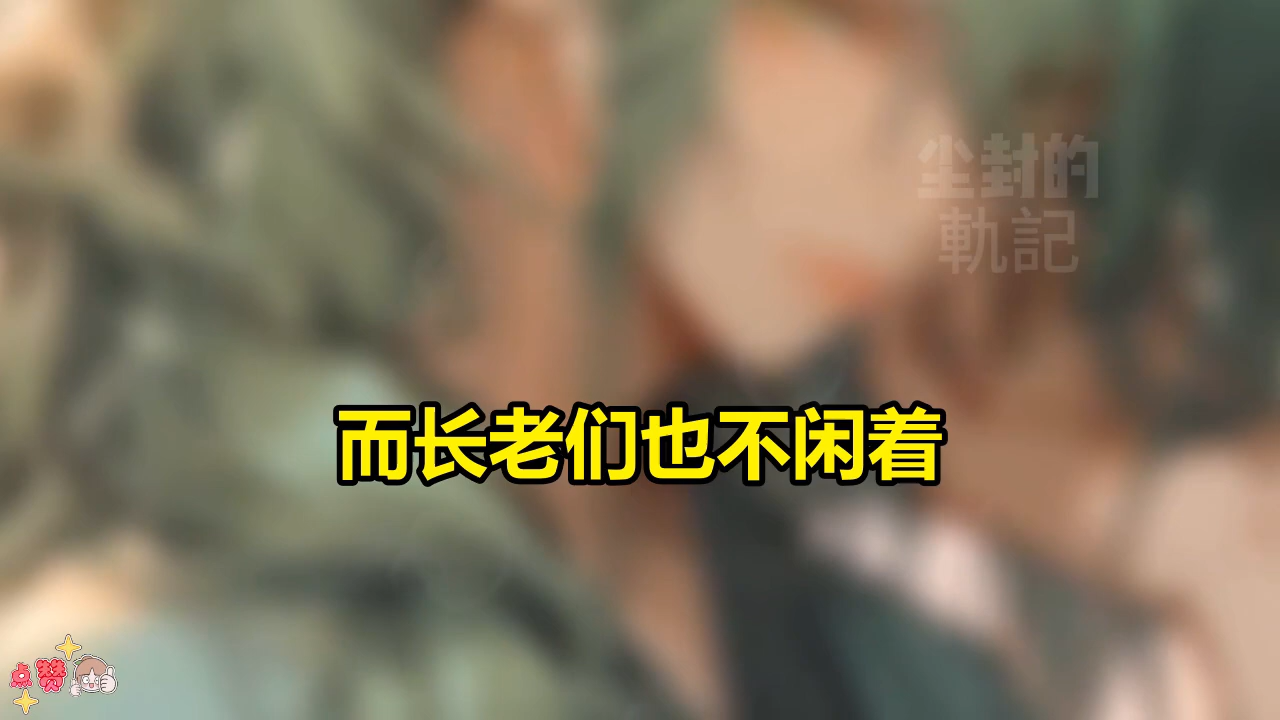 尘封的
軌記
而长老们也不闲着
点赞